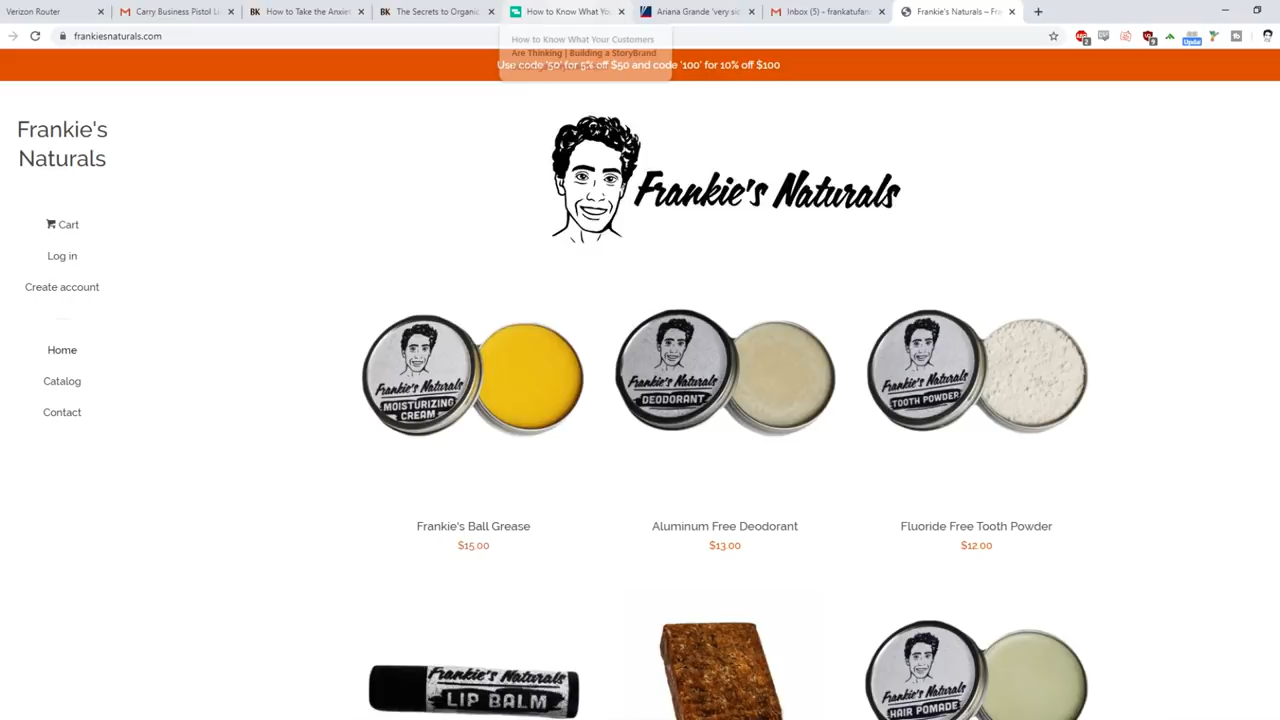 Verizon Router
Carry Business Pistol L
How to Take the Anxie
The Secrets to Organic
How to Know What You
Ariana Grande 'very si
Inbox (5) - frankatufan
Frankie's Naturals – Fra
frankiesnaturals.com
How to Know What Your Customers
Are Thinking | Building a StoryBrand
Use code '50' for 5% off $50 and code '100' for 10% off $100
Frankie's
Naturals
Cart
Log in
Create account
Home
Catalog
Contact
Frankie's Naturals
Frankie's Naturals
MOISTURIZING
CREAM
Frankie's Naturals
DEODORANT
Frankie's Naturals
TOOTH POWDER
Frankie's Ball Grease
$15.00
Aluminum Free Deodorant
$13.00
Fluoride Free Tooth Powder
$12.00
Frankie's Naturals
LIP BALM
Frankie's Naturals
HAIR POMADE